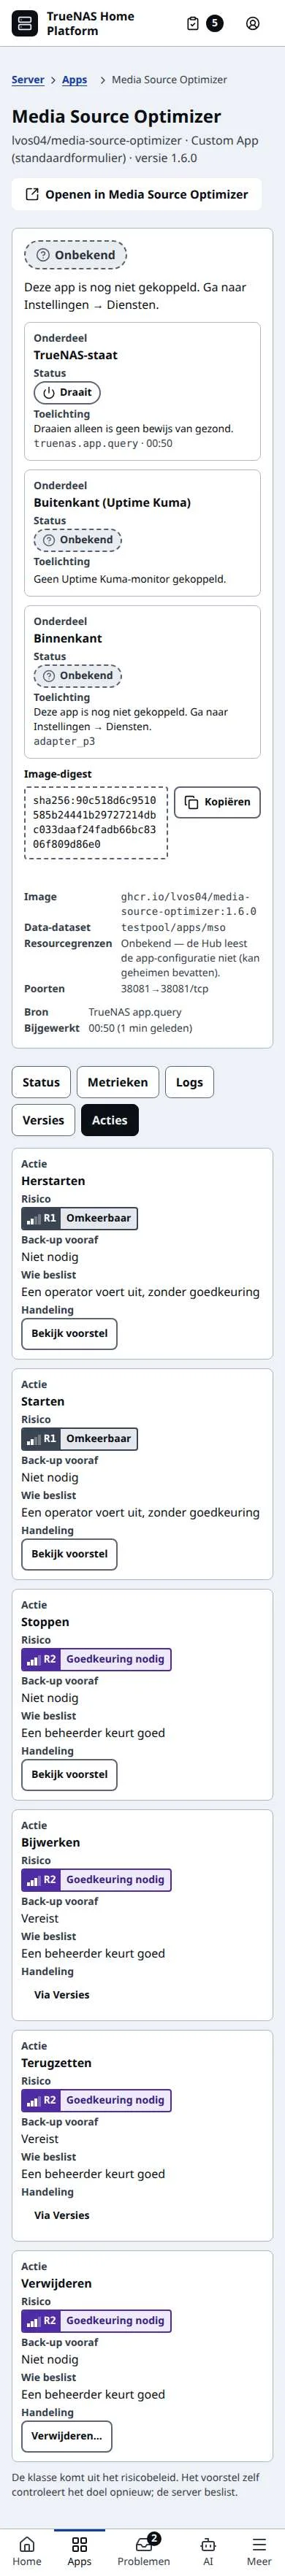 TrueNAS Home
Platform
5
Server > Apps > Media Source Optimizer
Media Source Optimizer
lvos04/media-source-optimizer · Custom App
(standaardformulier) · versie 1.6.0
Openen in Media Source Optimizer
Onbekend
Deze app is nog niet gekoppeld. Ga naar
Instellingen → Diensten.
Onderdeel
TrueNAS-staat
Status
Draait
Toelichting
Draaien alleen is geen bewijs van gezond.
truenas.app.query · 00:50
Onderdeel
Buitenkant (Uptime Kuma)
Status
Onbekend
Toelichting
Geen Uptime Kuma-monitor gekoppeld.
Onderdeel
Binnenkant
Status
Onbekend
Toelichting
Deze app is nog niet gekoppeld. Ga naar
Instellingen → Diensten.
adapter_p3
Image-digest
sha256:90c518d6c9510
585b24441b29727214db
c033daaf24fadb66bc83
06f809d86e0
Kopiëren
Image ghcr.io/lvos04/media-
source-optimizer:1.6.0
Data-dataset testpool/apps/mso
Resourcegrenzen Onbekend — de Hub leest
de app-configuratie niet (kan
geheimen bevatten).
Poorten 38081→38081/tcp
Bron TrueNAS app.query
Bijgewerkt 00:50 (1 min geleden)
Status Metrieken Logs
Versies Acties
Actie
Herstarten
Risico
R1 Omkeerbaar
Back-up vooraf
Niet nodig
Wie beslist
Een operator voert uit, zonder goedkeuring
Handeling
Bekijk voorstel
Actie
Starten
Risico
R1 Omkeerbaar
Back-up vooraf
Niet nodig
Wie beslist
Een operator voert uit, zonder goedkeuring
Handeling
Bekijk voorstel
Actie
Stoppen
Risico
R2 Goedkeuring nodig
Back-up vooraf
Niet nodig
Wie beslist
Een beheerder keurt goed
Handeling
Bekijk voorstel
Actie
Bijwerken
Risico
R2 Goedkeuring nodig
Back-up vooraf
Vereist
Wie beslist
Een beheerder keurt goed
Handeling
Via Versies
Actie
Terugzetten
Risico
R2 Goedkeuring nodig
Back-up vooraf
Vereist
Wie beslist
Een beheerder keurt goed
Handeling
Via Versies
Actie
Verwijderen
Risico
R2 Goedkeuring nodig
Back-up vooraf
Niet nodig
Wie beslist
Een beheerder keurt goed
Handeling
Verwijderen...
De klasse komt uit het risicobeleid. Het voorstel zelf
controleert het doel opnieuw; de server beslist.
2
Home Apps Problemen AI Meer